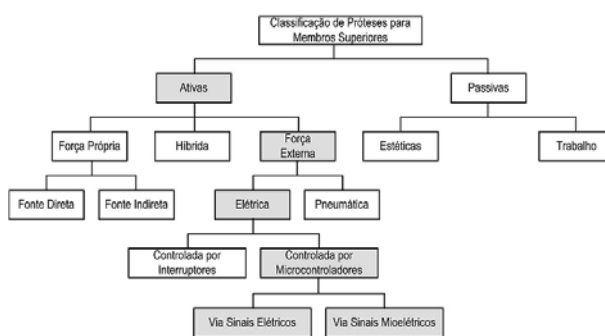 Classificação de Próteses para
Membros Superiores
Ativas
Passivas
Força Própria
Híbrida
Força
Externa
Estéticas
Trabalho
Fonte Direta
Fonte Indireta
Elétrica
Pneumática
Controlada por
Interruptores
Controlada por
Microcontroladores
Via Sinais Elétricos
Via Sinais Mioelétricos